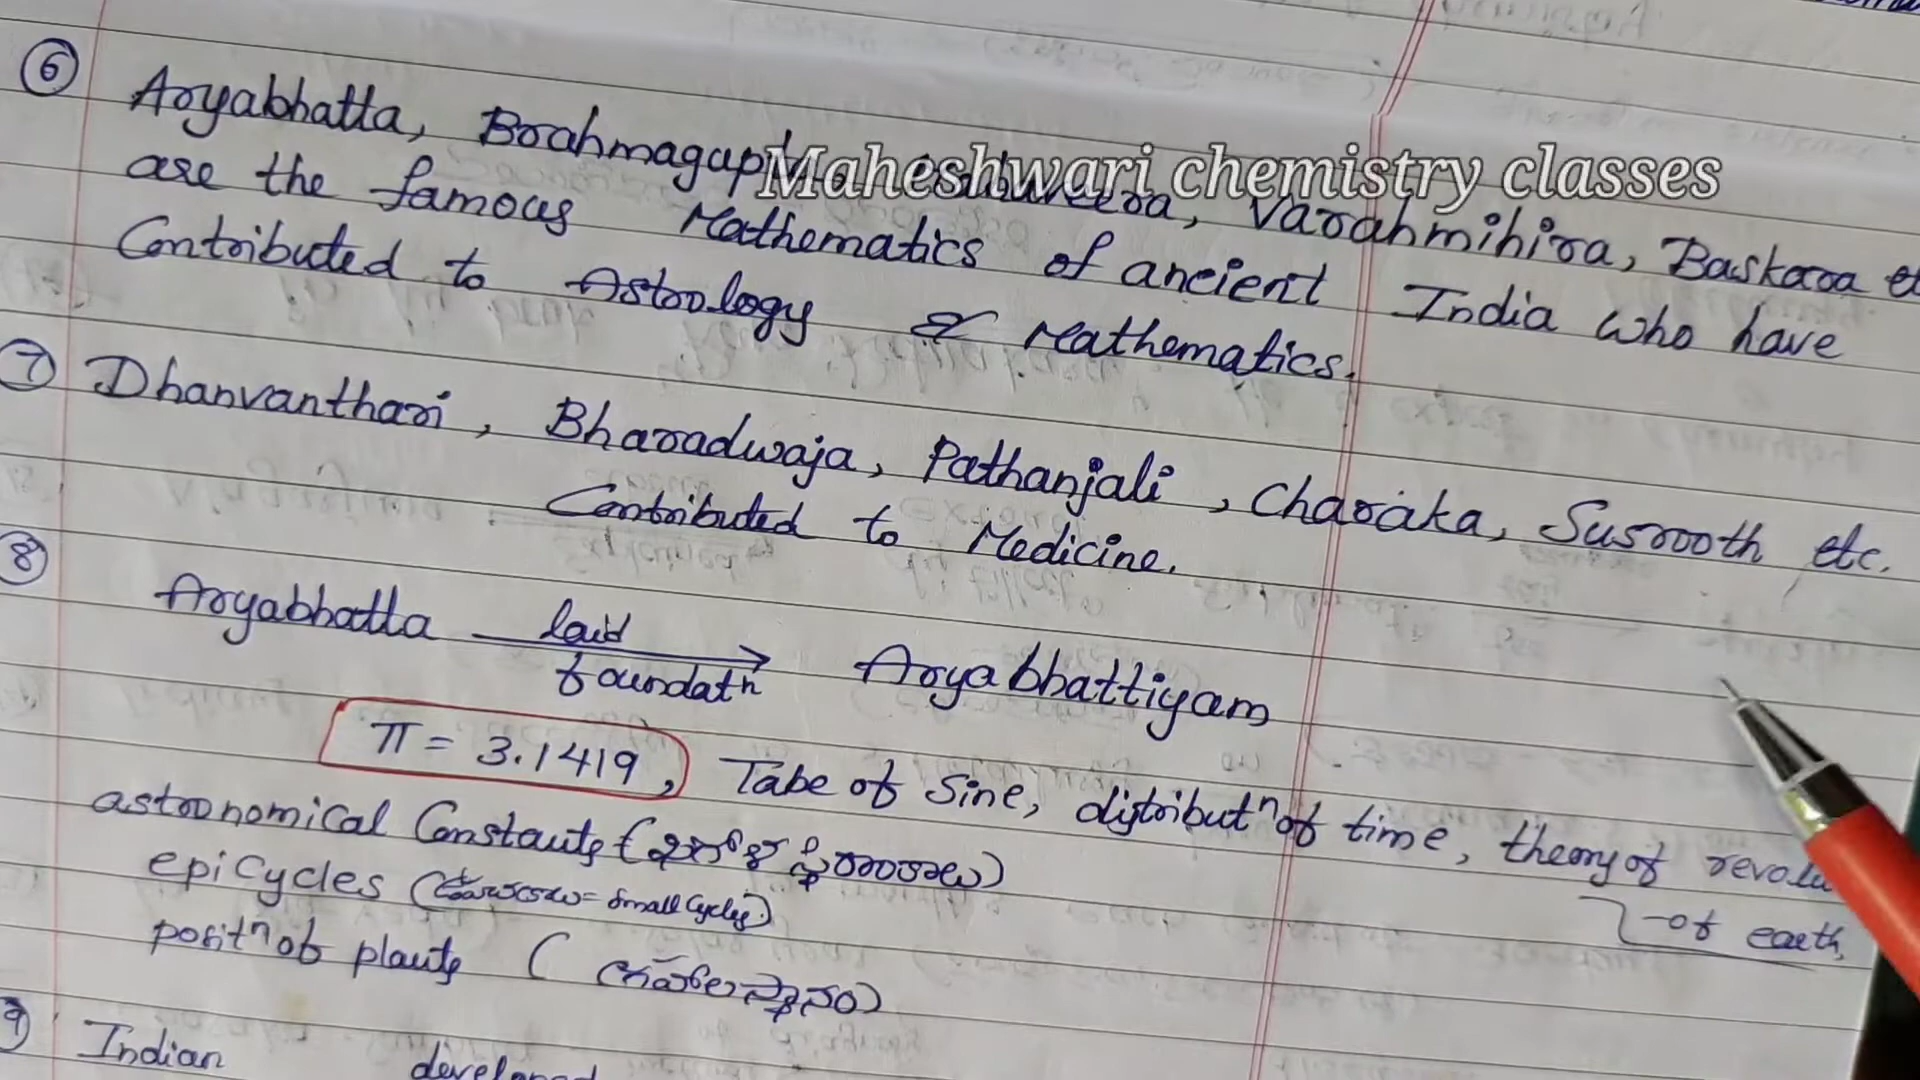 6 Aryabhatta, Brahmagupta, Varahmihira, Baskara et
Maheshwari chemistry classes
are the famous Mathematics of ancient India who have
Contributed to Astrology & Mathematics.
7 Dhanvanthari, Bharadwaja, Pathanjali, Charaka, Susrooth etc.
Contributed to Medicine.
8 Aryabhatta laid foundatn Aryabhattiyam
π = 3.1419, Tabe of Sine, distributn of time, theory of revolu
of earth,
astronomical Constants
epicycles ( = Small Cycles)
positn of planets
9 Indian developed